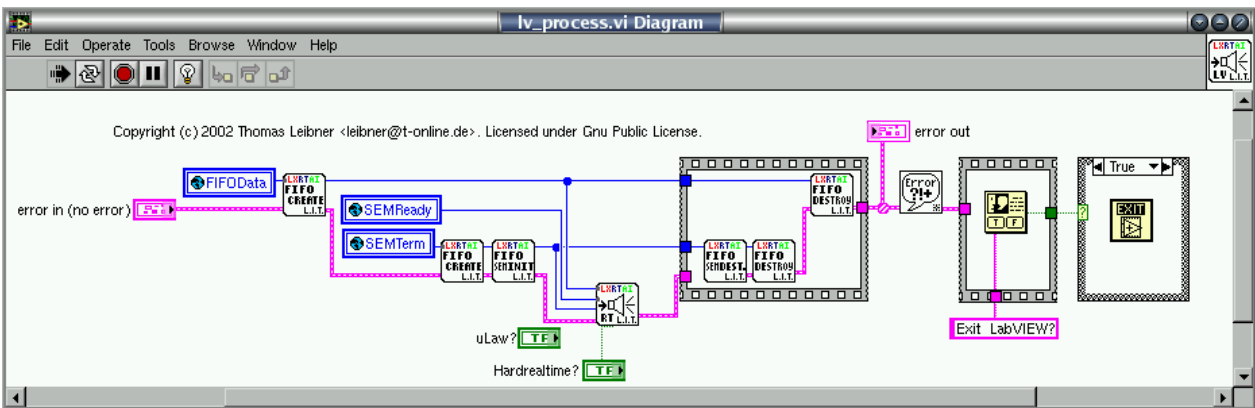 lv_process.vi Diagram
File Edit Operate Tools Browse Window Help
LXRTAI
LV L.I.T.
Copyright (c) 2002 Thomas Leibner <leibner@t-online.de>. Licensed under Gnu Public License.
error out
FIFOData
LXRTAI
FIFO
CREATE
L.I.T.
error in (no error)
SEMReady
SEMTerm
LXRTAI
FIFO
CREATE
L.I.T.
LXRTAI
FIFO
SEMINIT
L.I.T.
LXRTAI
RT L.I.T.
uLaw? TF
Hardrealtime? TF
LXRTAI
FIFO
DESTROY
L.I.T.
LXRTAI
FIFO
SEMDEST.
L.I.T.
LXRTAI
FIFO
DESTROY
L.I.T.
Error
?!+
T F
Exit LabVIEW?
True
?
EXIT